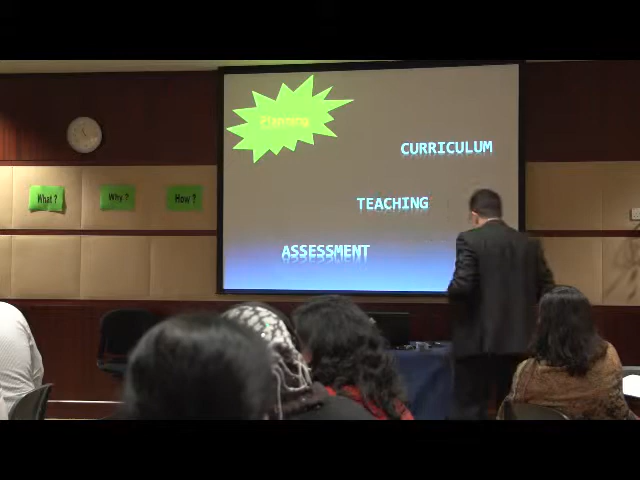 Planning
CURRICULUM
TEACHING
ASSESSMENT
What ?
Why ?
How ?